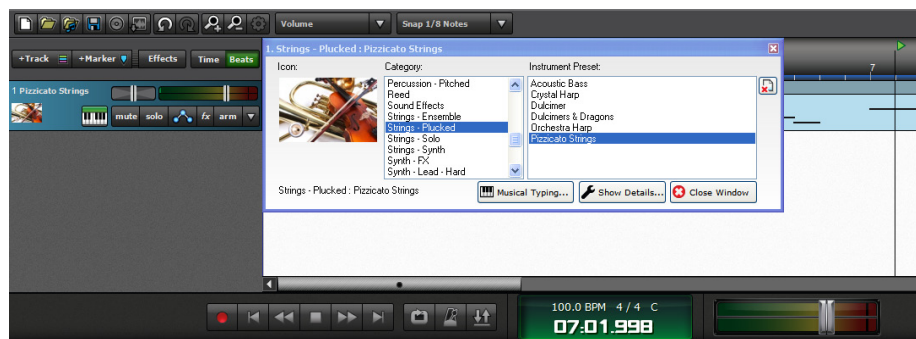 Volume
Snap 1/8 Notes
+Track
+Marker
Effects
Time
Beats
1. Strings - Plucked : Pizzicato Strings
7
Icon:
Category:
Instrument Preset:
Percussion - Pitched
Reed
Sound Effects
Strings - Ensemble
Strings - Plucked
Strings - Solo
Strings - Synth
Synth - FX
Synth - Lead - Hard
Acoustic Bass
Crystal Harp
Dulcimer
Dulcimers & Dragons
Orchestra Harp
Pizzicato Strings
1 Pizzicato Strings
mute
solo
fx
arm
Strings - Plucked : Pizzicato Strings
Musical Typing...
Show Details...
Close Window
100.0 BPM 4 / 4 C
07:01.998